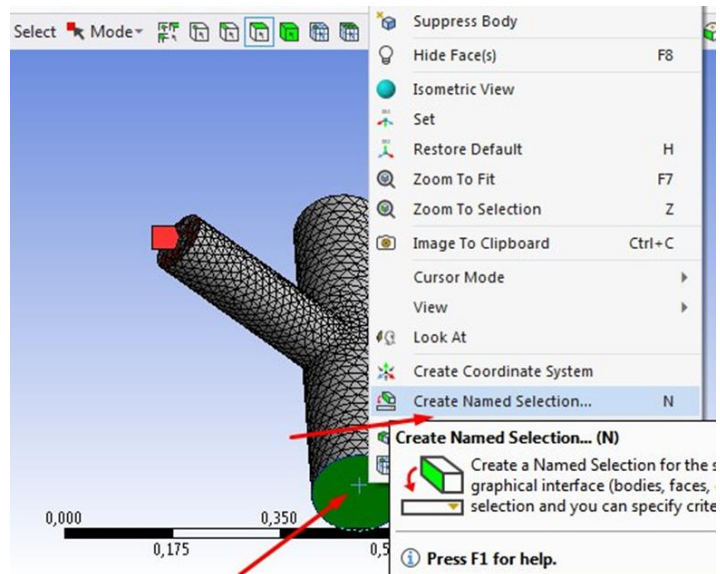 Suppress Body
Select Mode
Hide Face(s) F8
Isometric View
Set
Restore Default H
Zoom To Fit F7
Zoom To Selection Z
Image To Clipboard Ctrl+C
Cursor Mode
View
Look At
Create Coordinate System
Create Named Selection... N
Create Named Selection... (N)
Create a Named Selection for the s
graphical interface (bodies, faces,
selection and you can specify crite
Press F1 for help.
0,000 0,350
0,175 0,5